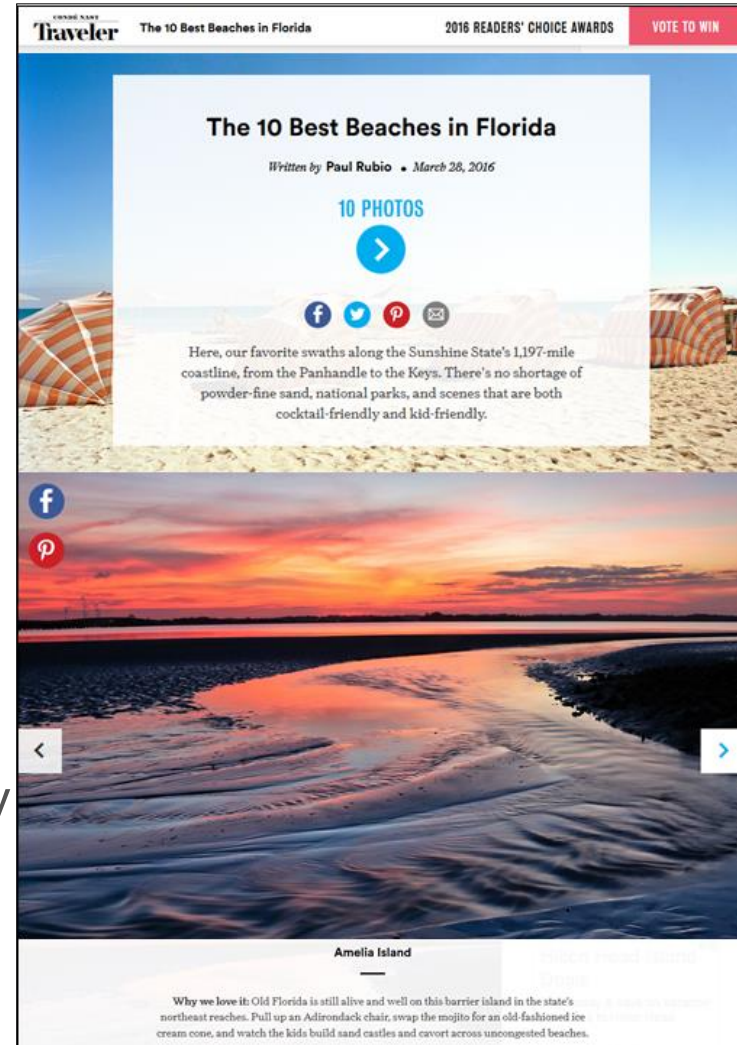 CONDÉ NAST
Traveler
The 10 Best Beaches in Florida
2016 READERS' CHOICE AWARDS
VOTE TO WIN
The 10 Best Beaches in Florida
Written by Paul Rubio • March 28, 2016
10 PHOTOS
Here, our favorite swaths along the Sunshine State's 1,197-mile
coastline, from the Panhandle to the Keys. There's no shortage of
powder-fine sand, national parks, and scenes that are both
cocktail-friendly and kid-friendly.
y
Amelia Island
Why we love it: Old Florida is still alive and well on this barrier island in the state's
northeast reaches. Pull up an Adirondack chair, swap the mojito for an old-fashioned ice
cream cone, and watch the kids build sand castles and cavort across uncongested beaches.